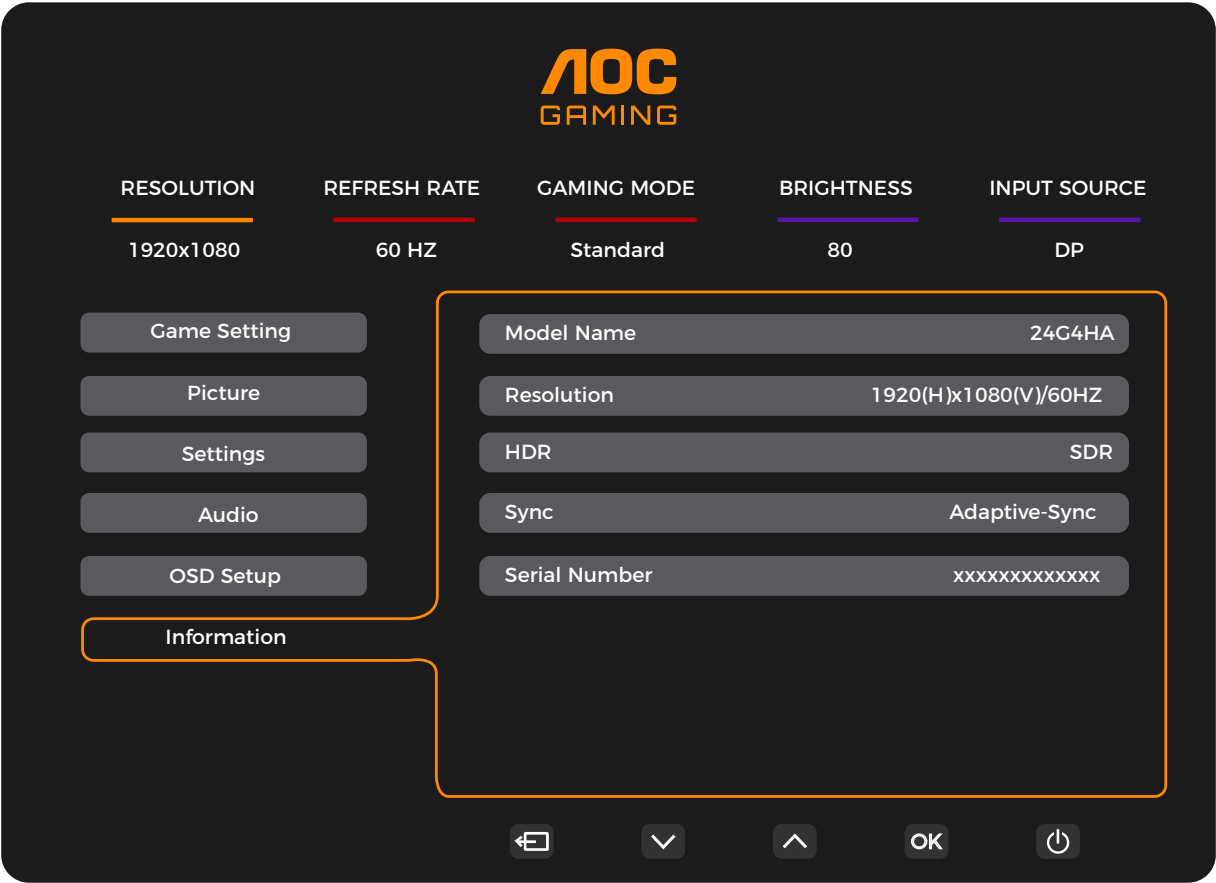 AOC
GAMING
RESOLUTION REFRESH RATE GAMING MODE BRIGHTNESS INPUT SOURCE
1920x1080 60 HZ Standard 80 DP
Game Setting
Picture
Settings
Audio
OSD Setup
Information
Model Name 24G4HA
Resolution 1920(H)x1080(V)/60HZ
HDR SDR
Sync Adaptive-Sync
Serial Number xxxxxxxxxxxxx
OK